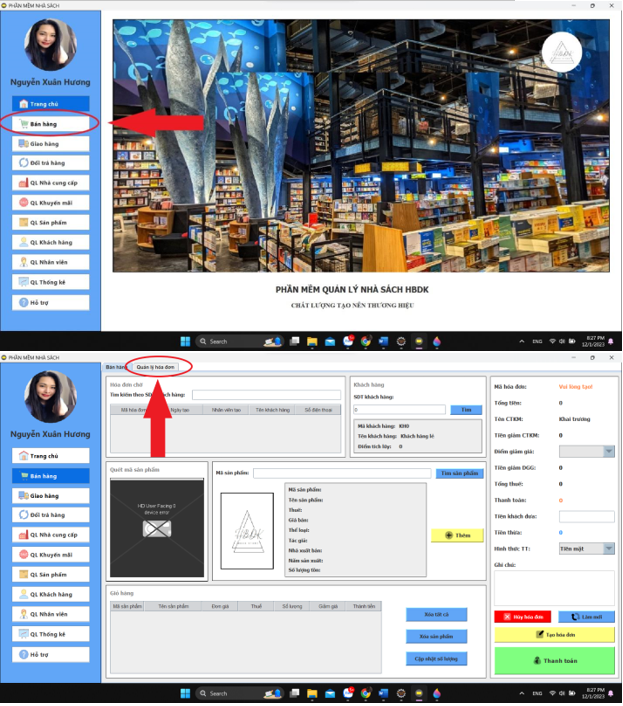 PHẦN MỀM NHÀ SÁCH
Nguyễn Xuân Hương
Trang chủ
Bán hàng
Giao hàng
Đổi trả hàng
QL Nhà cung cấp
QL Khuyến mãi
QL Sản phẩm
QL Khách hàng
QL Nhân viên
QL Thống kê
Hỗ trợ
PHẦN MỀM QUẢN LÝ NHÀ SÁCH HBDK
CHẤT LƯỢNG TẠO NÊN THƯƠNG HIỆU
Search
ENG
8:27 PM
12/1/2023
PHẦN MỀM NHÀ SÁCH
Nguyễn Xuân Hương
Trang chủ
Bán hàng
Giao hàng
Đổi trả hàng
QL Nhà cung cấp
QL Khuyến mãi
QL Sản phẩm
QL Khách hàng
QL Nhân viên
QL Thống kê
Hỗ trợ
Bán hàng Quản lý hóa đơn
Hóa đơn chờ
Tìm kiếm theo SĐT khách hàng:
Mã hóa đơn Ngày tạo Nhân viên tạo Tên khách hàng Số điện thoại
Khách hàng
SĐT khách hàng:
0 Tìm
Mã khách hàng: KH0
Tên khách hàng: Khách hàng lẻ
Điểm tích lũy: 0
Quét mã sản phẩm
HD User Facing 0
device error
Mã sản phẩm: Tìm sản phẩm
Mã sản phẩm:
Tên sản phẩm:
Thuế:
Giá bán:
Thể loại:
Tác giả:
Nhà xuất bản:
Năm sản xuất:
Số lượng tồn:
Thêm
Giỏ hàng
Mã sản phẩm Tên sản phẩm Đơn giá Thuế Số lượng Giảm giá Thành tiền
Xóa tất cả
Xóa sản phẩm
Cập nhật số lượng
Mã hóa đơn: Vui lòng tạo!
Tổng tiền: 0
Tên CTKM: Khai trương
Tiền giảm CTKM: 0
Điểm giảm giá:
Tiền giảm ĐGG: 0
Tổng thuế: 0
Thanh toán: 0
Tiền khách đưa:
Tiền thừa: 0
Hình thức TT: Tiền mặt
Ghi chú:
Hủy hóa đơn Làm mới
Tạo hóa đơn
Thanh toán
Search
ENG
8:27 PM
12/1/2023